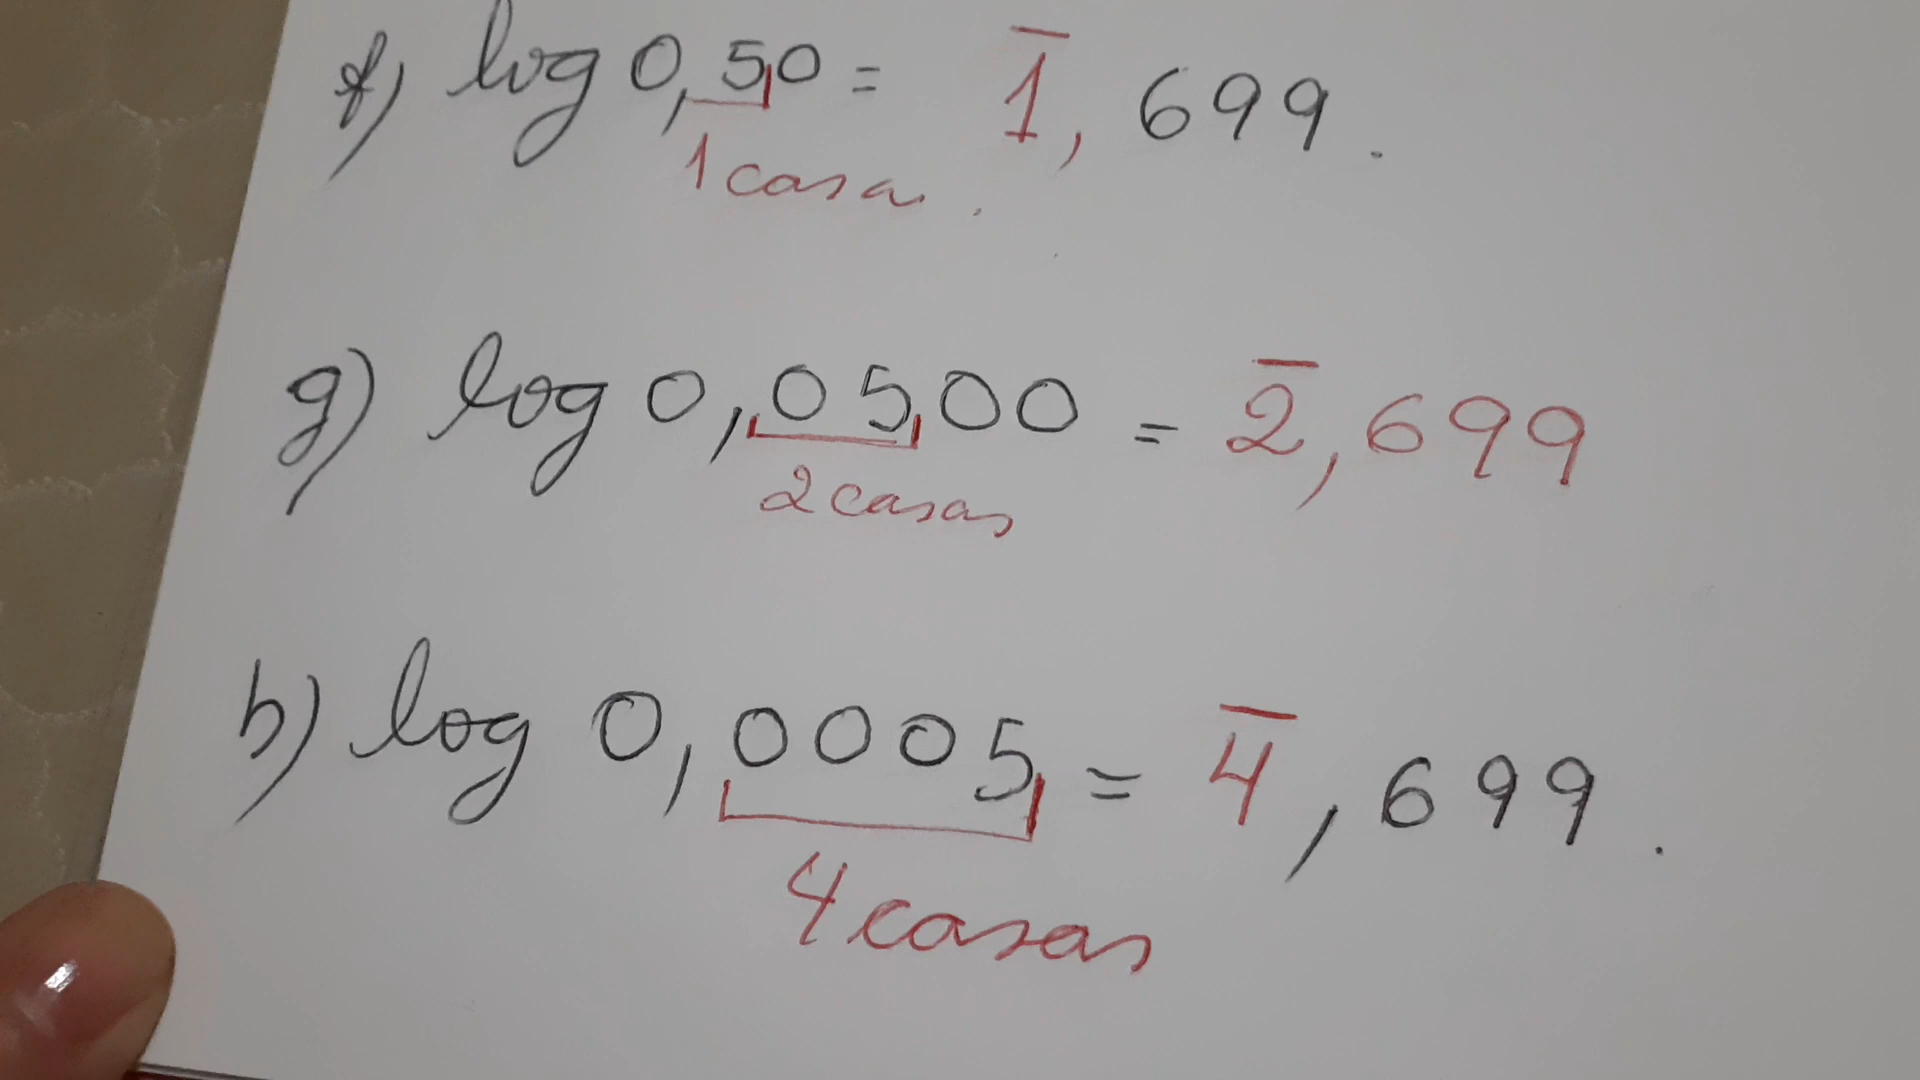 f) log 0,50 = 1̅,699.
1 casa.
g) log 0,0500 = 2̅,699
2 casas
h) log 0,0005 = 4̅,699.
4 casas